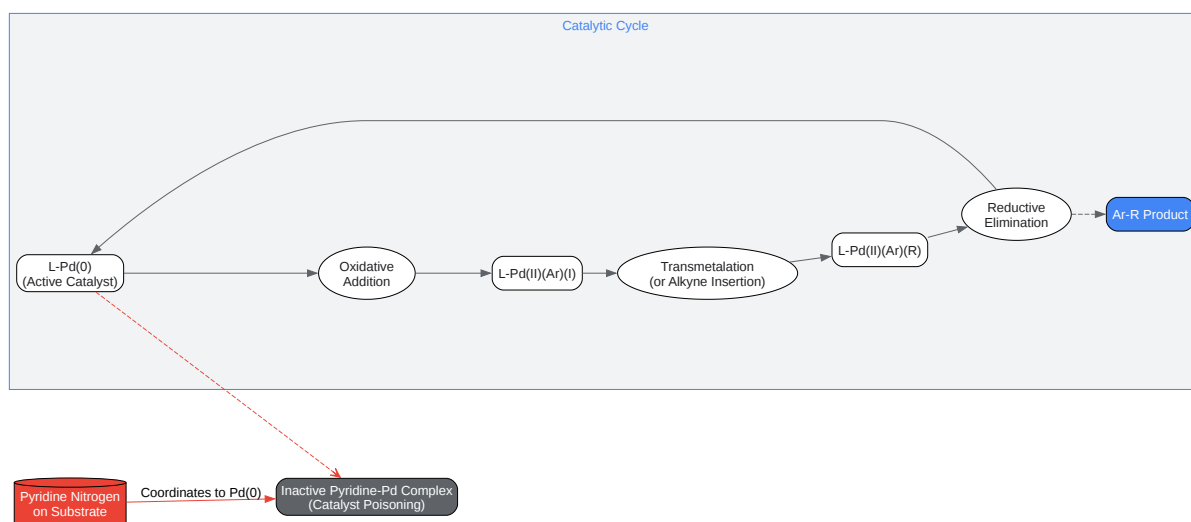 Catalytic Cycle
Reductive
Elimination
Ar-R Product
L-Pd(II)(Ar)(R)
L-Pd(0)
(Active Catalyst)
Oxidative
Addition
L-Pd(II)(Ar)(I)
Transmetalation
(or Alkyne Insertion)
Pyridine Nitrogen
on Substrate
Coordinates to Pd(0)
Inactive Pyridine-Pd Complex
(Catalyst Poisoning)